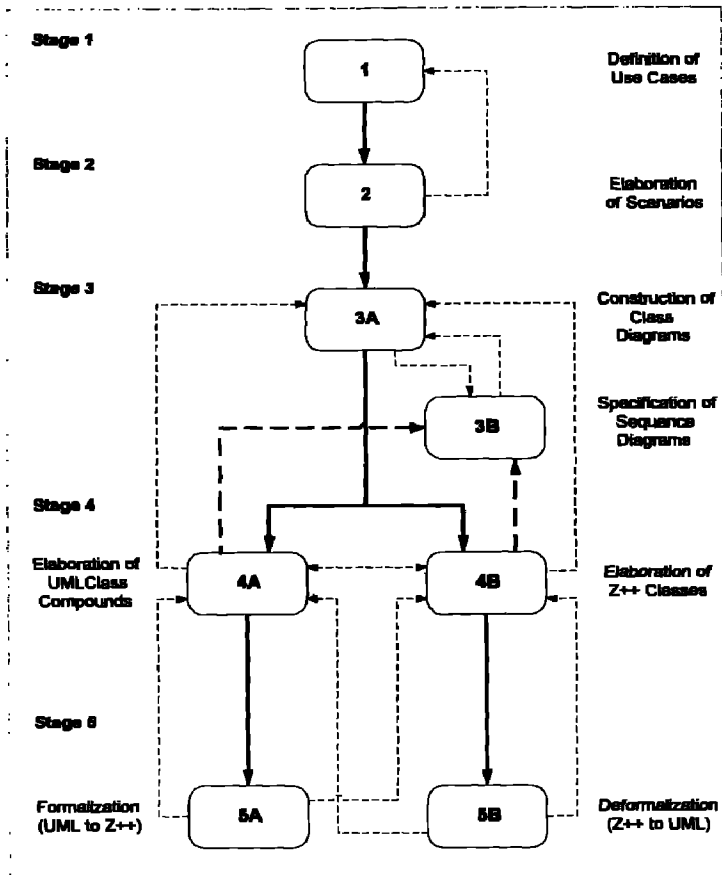 Stage 1
1
Definition of
Use Cases
Stage 2
2
Elaboration
of Scenarios
Stage 3
3A
Construction of
Class
Diagrams
3B
Specification of
Sequence
Diagrams
Stage 4
Elaboration of
UMLClass
Compounds
4A
4B
Elaboration of
Z++ Classes
Stage 5
Formalization
(UML to Z++)
5A
5B
Deformalization
(Z++ to UML)